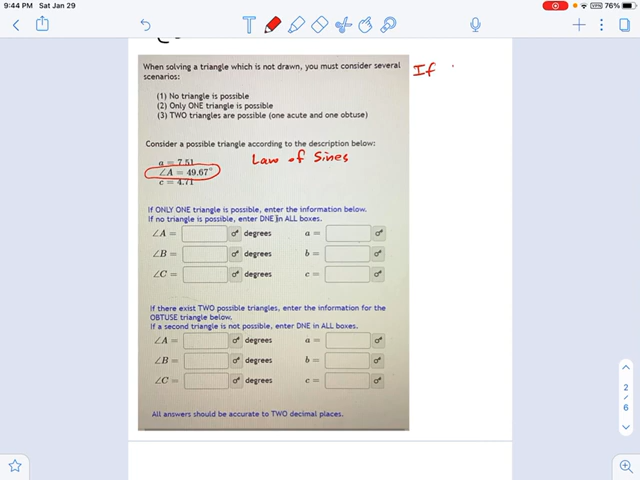 9:44 PM Sat Jan 29
76%
T
If
When solving a triangle which is not drawn, you must consider several
scenarios:
(1) No triangle is possible
(2) Only ONE triangle is possible
(3) TWO triangles are possible (one acute and one obtuse)
Consider a possible triangle according to the description below:
a = 7.51
Law of Sines
∠A = 49.67°
c = 4.71
If ONLY ONE triangle is possible, enter the information below.
If no triangle is possible, enter DNE in ALL boxes.
∠A = degrees a =
∠B = degrees b =
∠C = degrees c =
If there exist TWO possible triangles, enter the information for the
OBTUSE triangle below.
If a second triangle is not possible, enter DNE in ALL boxes.
∠A = degrees a =
∠B = degrees b =
∠C = degrees c =
All answers should be accurate to TWO decimal places.
2
/
6